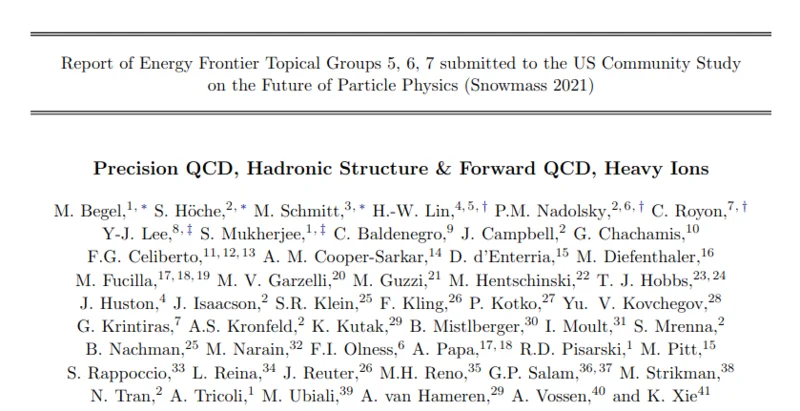 Report of Energy Frontier Topical Groups 5, 6, 7 submitted to the US Community Study
on the Future of Particle Physics (Snowmass 2021)
Precision QCD, Hadronic Structure & Forward QCD, Heavy Ions
M. Begel,1, * S. Höche,2, * M. Schmitt,3, * H.-W. Lin,4, 5, † P.M. Nadolsky,2, 6, † C. Royon,7, †
Y-J. Lee,8, ‡ S. Mukherjee,1, ‡ C. Baldenegro,9 J. Campbell,2 G. Chachamis,10
F.G. Celiberto,11, 12, 13 A. M. Cooper-Sarkar,14 D. d'Enterria,15 M. Diefenthaler,16
M. Fucilla,17, 18, 19 M. V. Garzelli,20 M. Guzzi,21 M. Hentschinski,22 T. J. Hobbs,23, 24
J. Huston,4 J. Isaacson,2 S.R. Klein,25 F. Kling,26 P. Kotko,27 Yu. V. Kovchegov,28
G. Krintiras,7 A.S. Kronfeld,2 K. Kutak,29 B. Mistlberger,30 I. Moult,31 S. Mrenna,2
B. Nachman,25 M. Narain,32 F.I. Olness,6 A. Papa,17, 18 R.D. Pisarski,1 M. Pitt,15
S. Rappoccio,33 L. Reina,34 J. Reuter,26 M.H. Reno,35 G.P. Salam,36, 37 M. Strikman,38
N. Tran,2 A. Tricoli,1 M. Ubiali,39 A. van Hameren,29 A. Vossen,40 and K. Xie41